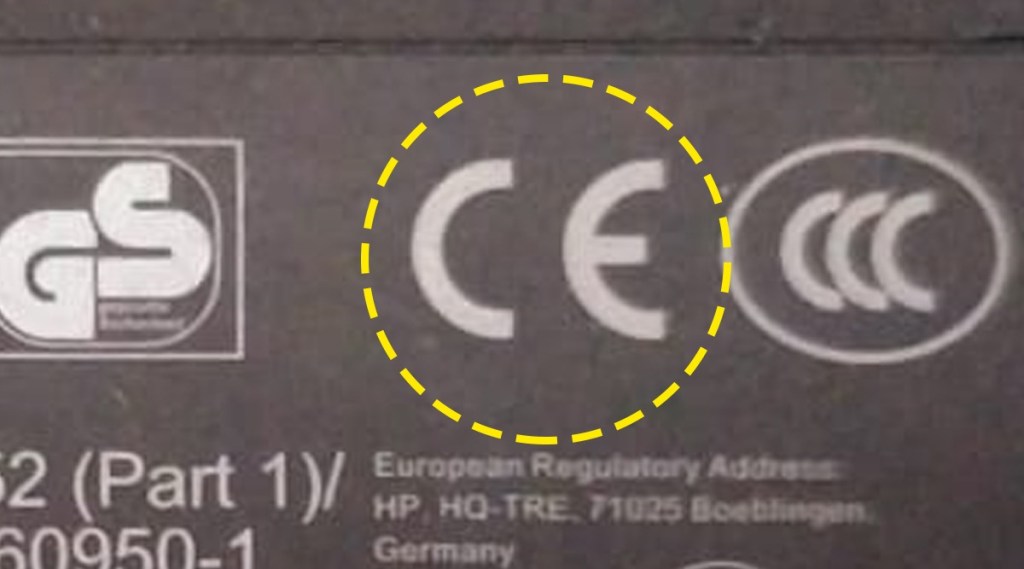 GS
CE
CCC
52 (Part 1)/
60950-1
European Regulatory Address:
HP, HQ-TRE, 71025 Boeblingen,
Germany